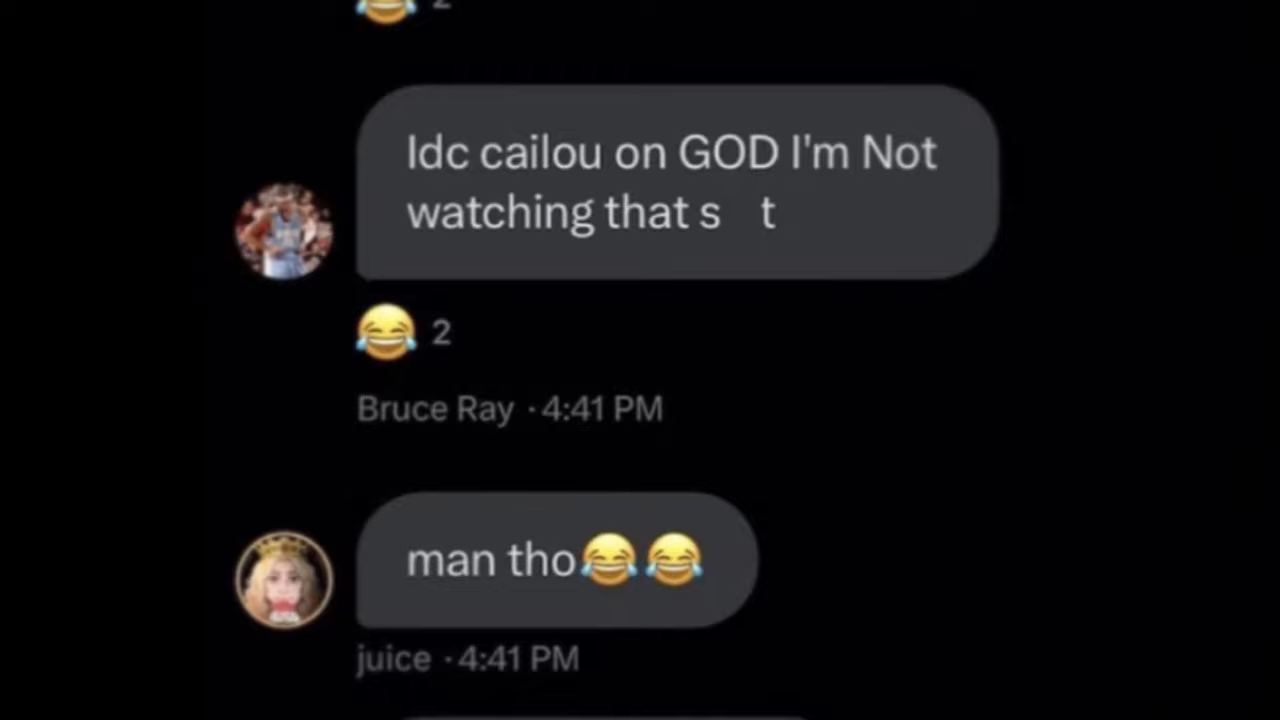 2
Idc cailou on GOD I'm Not
watching that s t
😂 2
Bruce Ray · 4:41 PM
man tho😂😂
juice · 4:41 PM